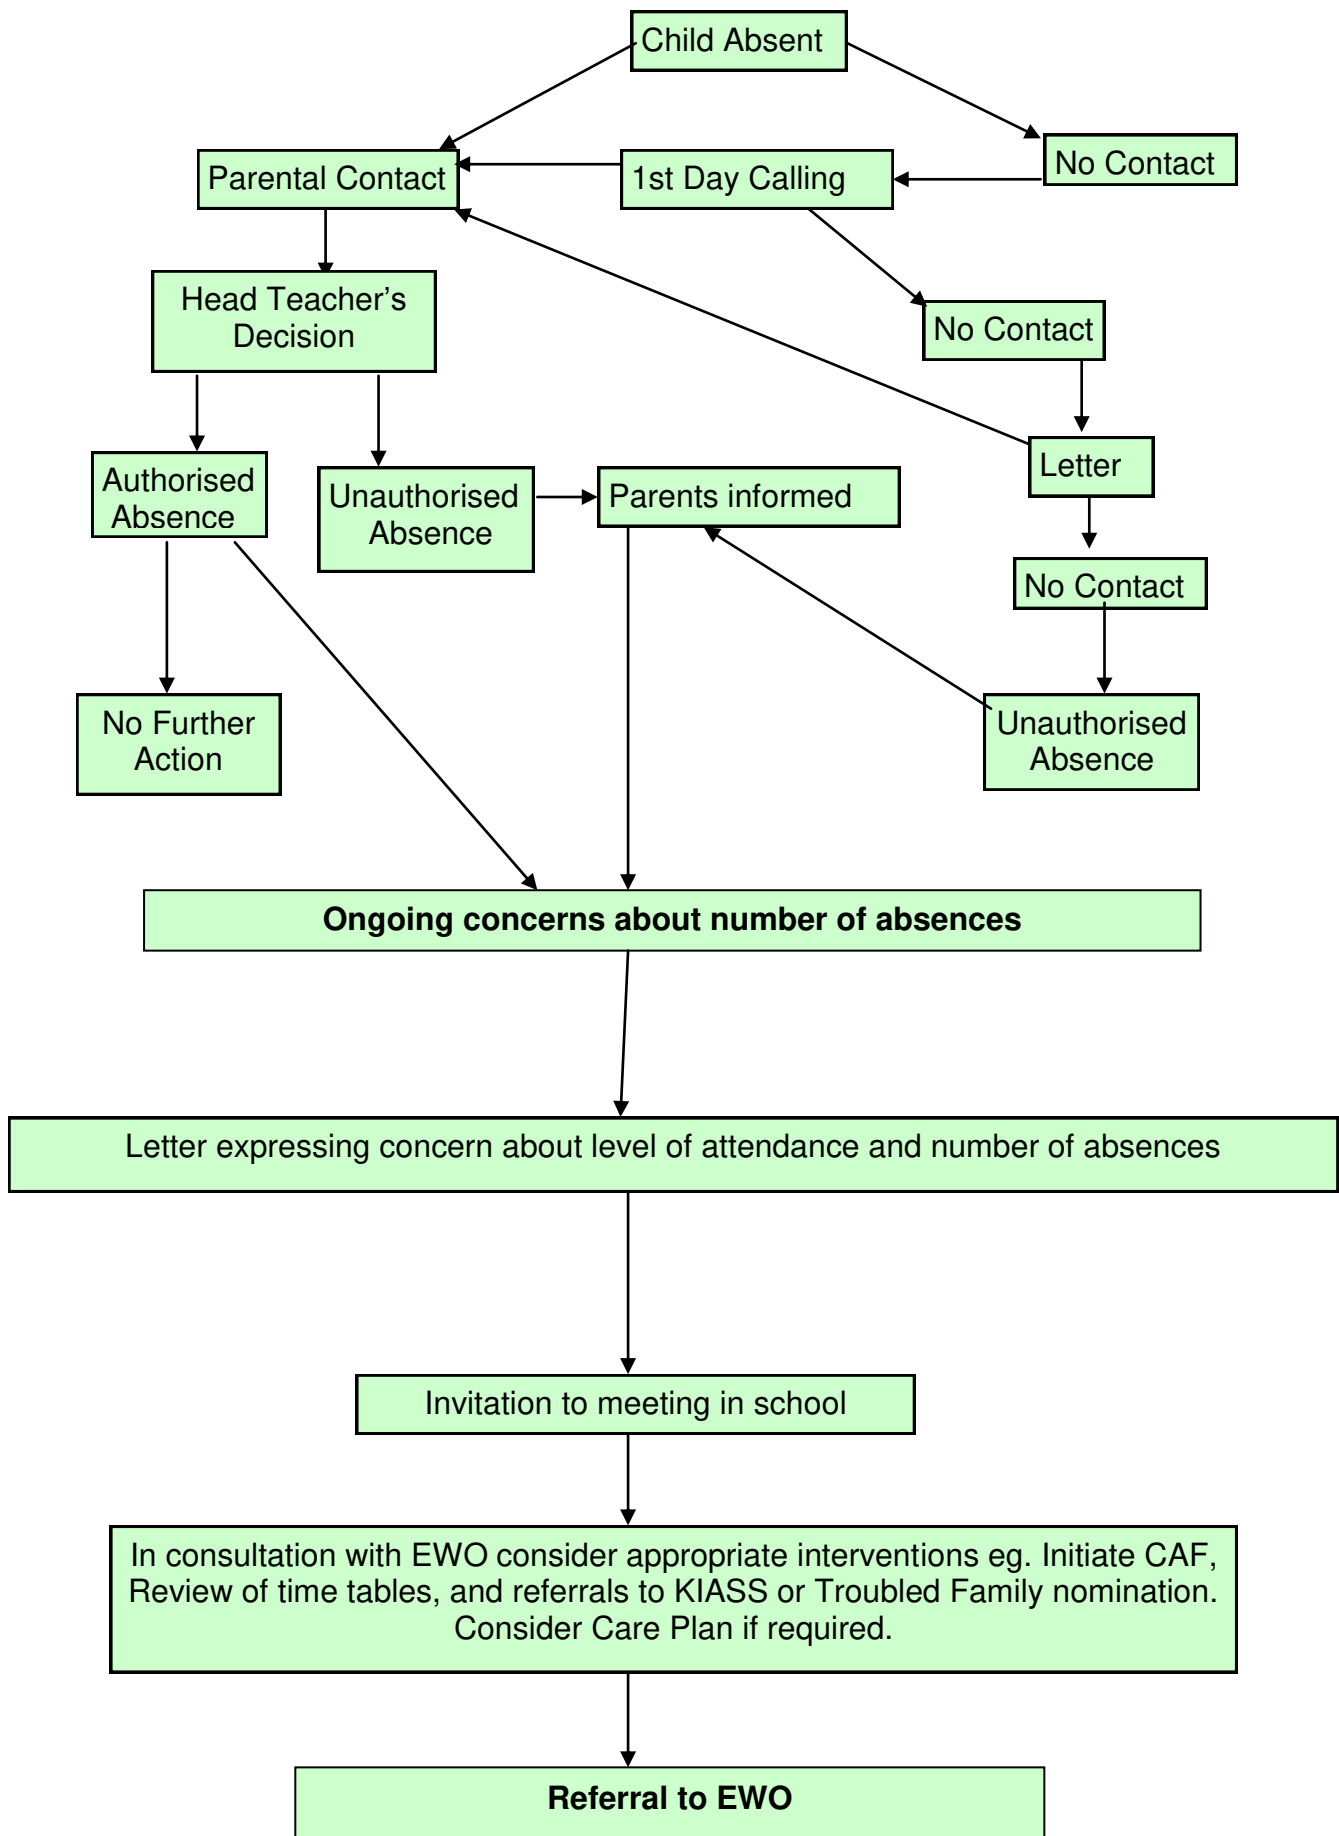 Child Absent
No Contact
Parental Contact
1st Day Calling
Head Teacher's
Decision
No Contact
Authorised
Absence
Unauthorised
Absence
Parents informed
Letter
No Contact
No Further
Action
Unauthorised
Absence
Ongoing concerns about number of absences
Letter expressing concern about level of attendance and number of absences
Invitation to meeting in school
In consultation with EWO consider appropriate interventions eg. Initiate CAF,
Review of time tables, and referrals to KIASS or Troubled Family nomination.
Consider Care Plan if required.
Referral to EWO